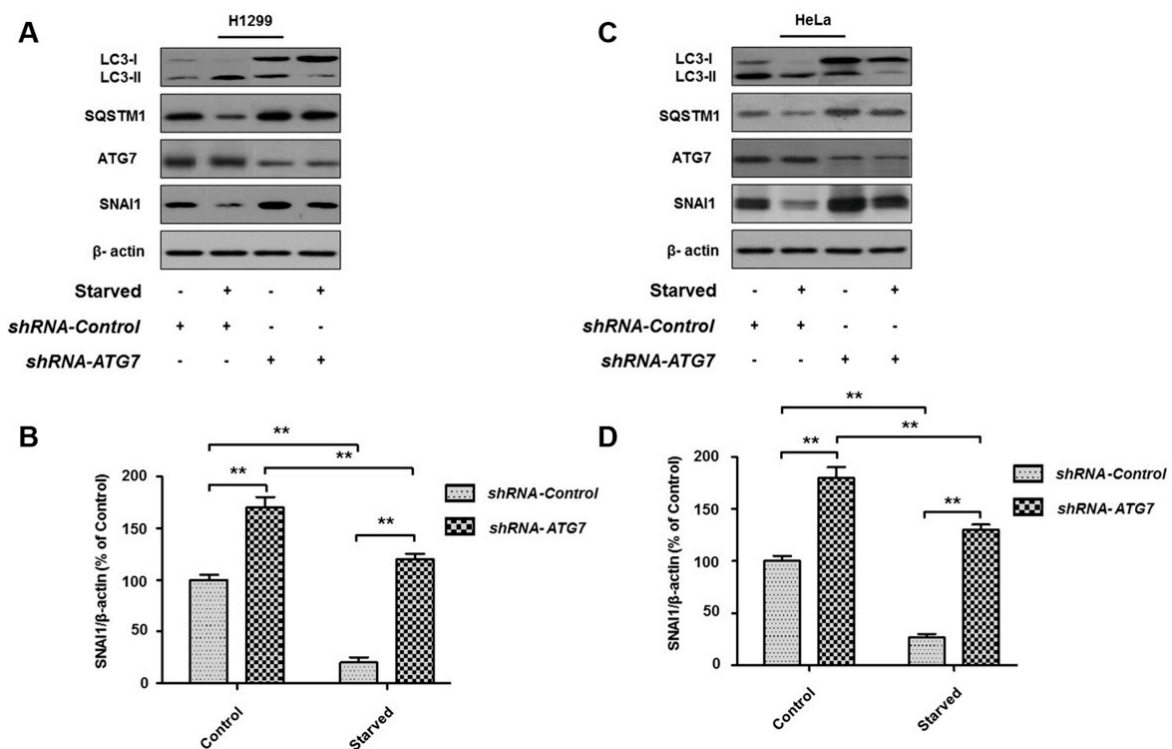 A
H1299
LC3-I
LC3-II
SQSTM1
ATG7
SNAI1
β- actin
Starved - + - +
shRNA-Control + + - -
shRNA-ATG7 - - + +
C
HeLa
LC3-I
LC3-II
SQSTM1
ATG7
SNAI1
β- actin
Starved - + - +
shRNA-Control + + - -
shRNA-ATG7 - - + +
B
**
**
**
**
SNAI1/β-actin (% of Control)
200
150
100
50
0
Control
Starved
shRNA-Control
shRNA- ATG7
D
**
**
**
**
SNAI1/β-actin (% of Control)
200
150
100
50
0
Control
Starved
shRNA-Control
shRNA-ATG7